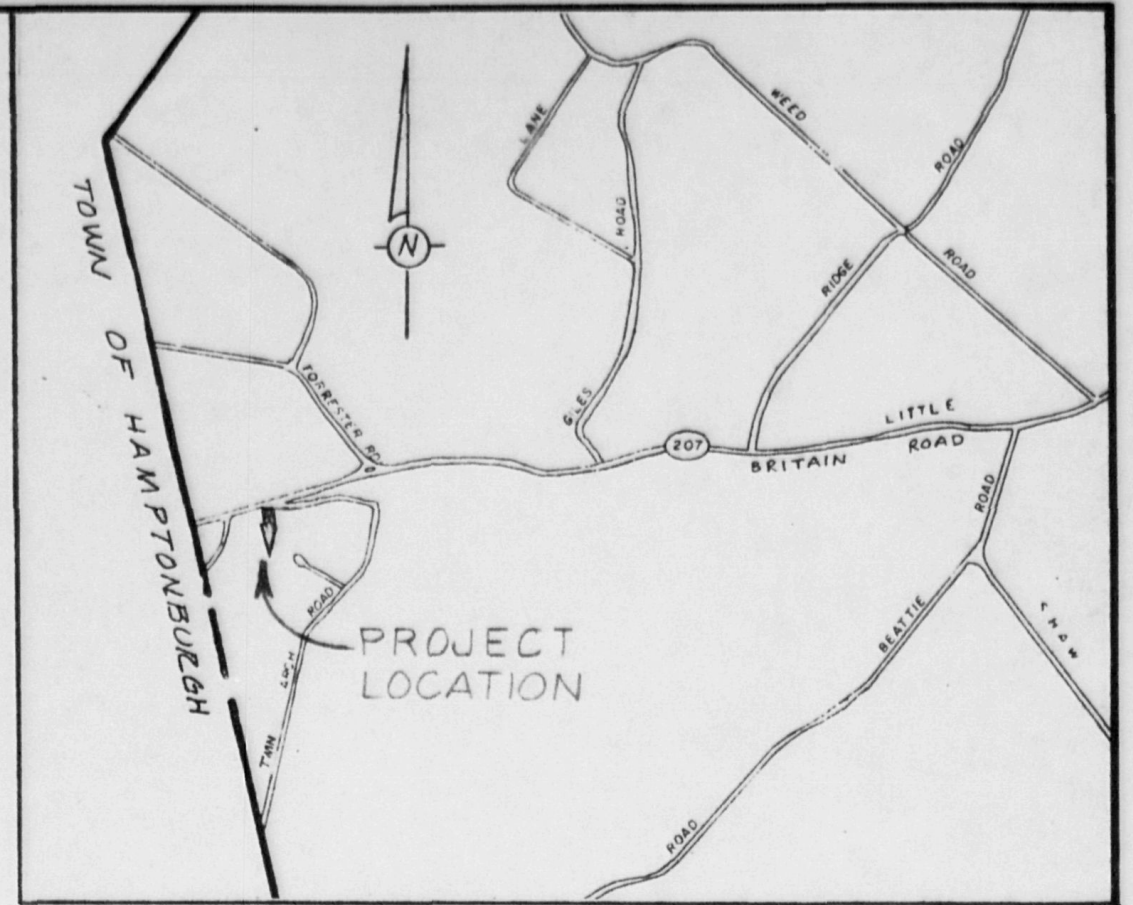 WEED
ROAD
LANE
ROAD
ROAD
RIDGE
TOWN OF HAMPTONBURGH
N
FORRESTER RD
GILES
LITTLE
207
BRITAIN ROAD
ROAD
PROJECT
LOCATION
ROAD
ARCH
BEATTIE
TWN
ROAD